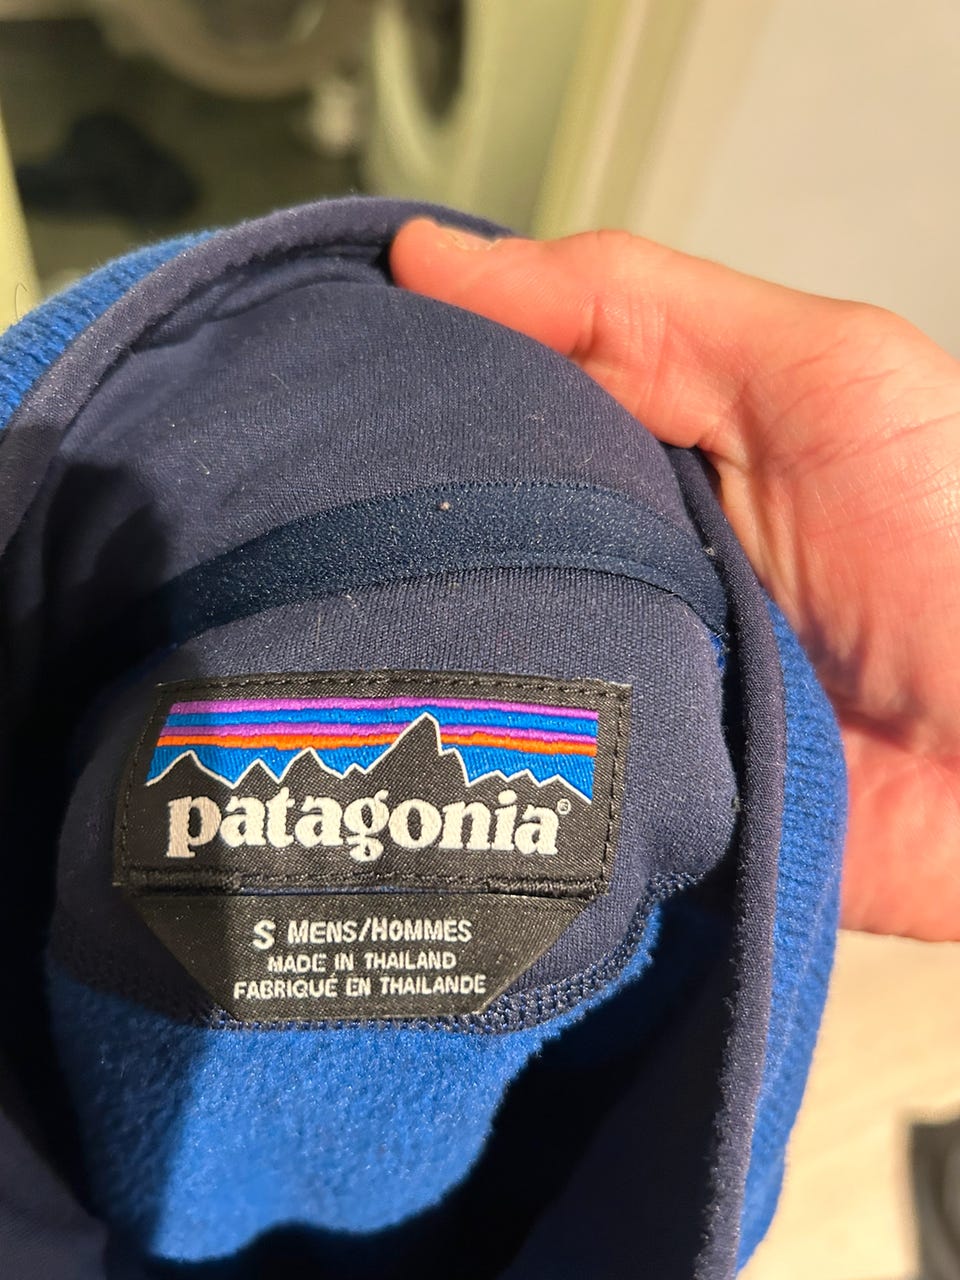 patagonia®
S MENS/HOMMES
MADE IN THAILAND
FABRIQUÉ EN THAILANDE